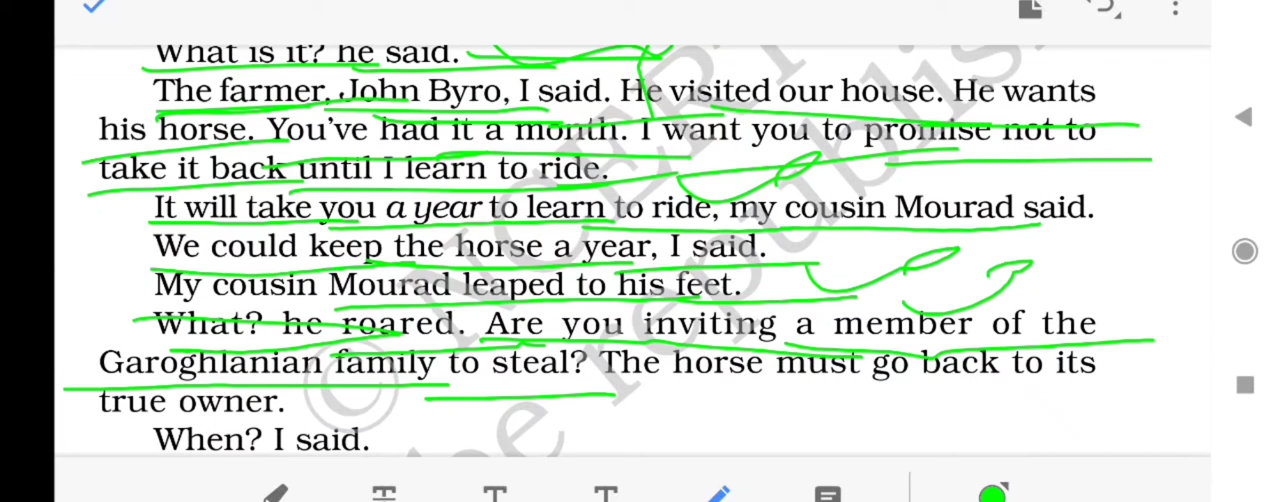 What is it? he said.
The farmer. John Byro, I said. He visited our house. He wants
his horse. You've had it a month. I want you to promise not to
take it back until I learn to ride.
It will take you a year to learn to ride, my cousin Mourad said.
We could keep the horse a year, I said.
My cousin Mourad leaped to his feet.
What? he roared. Are you inviting a member of the
Garoghlanian family to steal? The horse must go back to its
true owner.
When? I said.
© NCERT
be republis